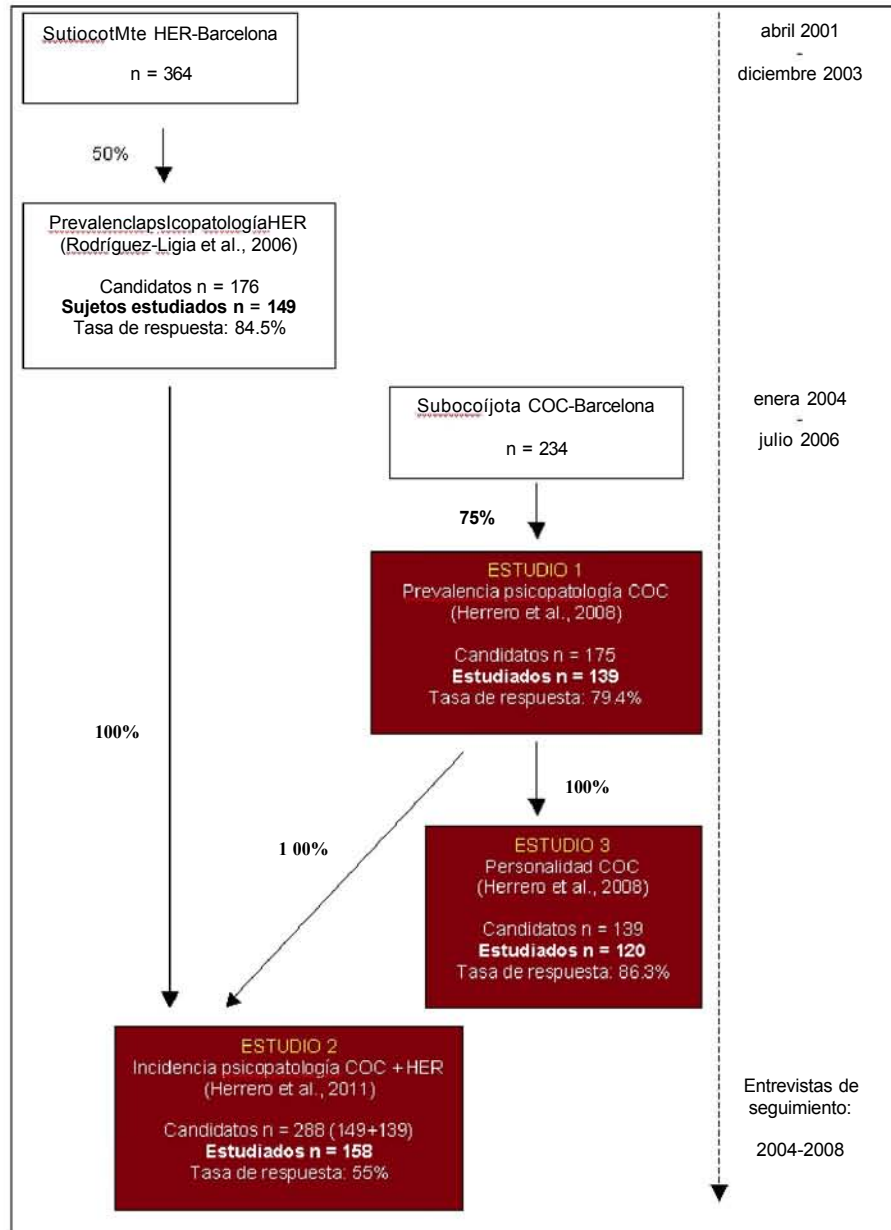 SutiocotMte HER-Barcelona
n = 364
abril 2001
-
diciembre 2003
50%
PrevalenclapsIcopatologíaHER
(Rodríguez-Ligia et al., 2006)
Candidatos n = 176
Sujetos estudiados n = 149
Tasa de respuesta: 84.5%
Subocoíjota COC-Barcelona
n = 234
enera 2004
-
julio 2006
75%
ESTUDIO 1
Prevalencia psicopatología COC
(Herrero et al., 2008)
Candidatos n = 175
Estudiados n = 139
Tasa de respuesta: 79.4%
100%
100%
1 00%
ESTUDIO 3
Personalidad COC
(Herrero et al., 2008)
Candidatos n = 139
Estudiados n = 120
Tasa de respuesta: 86.3%
ESTUDIO 2
Incidencia psicopatología COC +HER
(Herrero et al., 2011)
Candidatos n = 288 (149+139)
Estudiados n = 158
Tasa de respuesta: 55%
Entrevistas de
seguimiento:
2004-2008